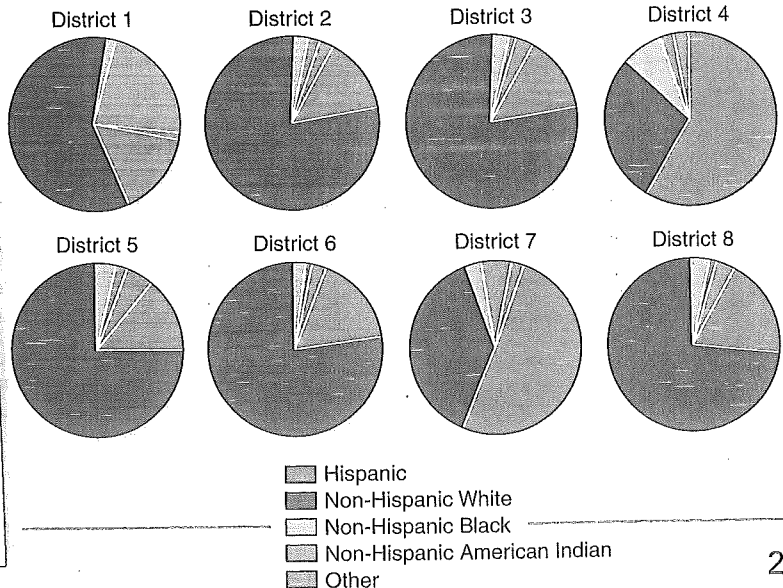 District 1 District 2 District 3 District 4
District 5 District 6 District 7 District 8
Hispanic
Non-Hispanic White
Non-Hispanic Black
Non-Hispanic American Indian
Other
2